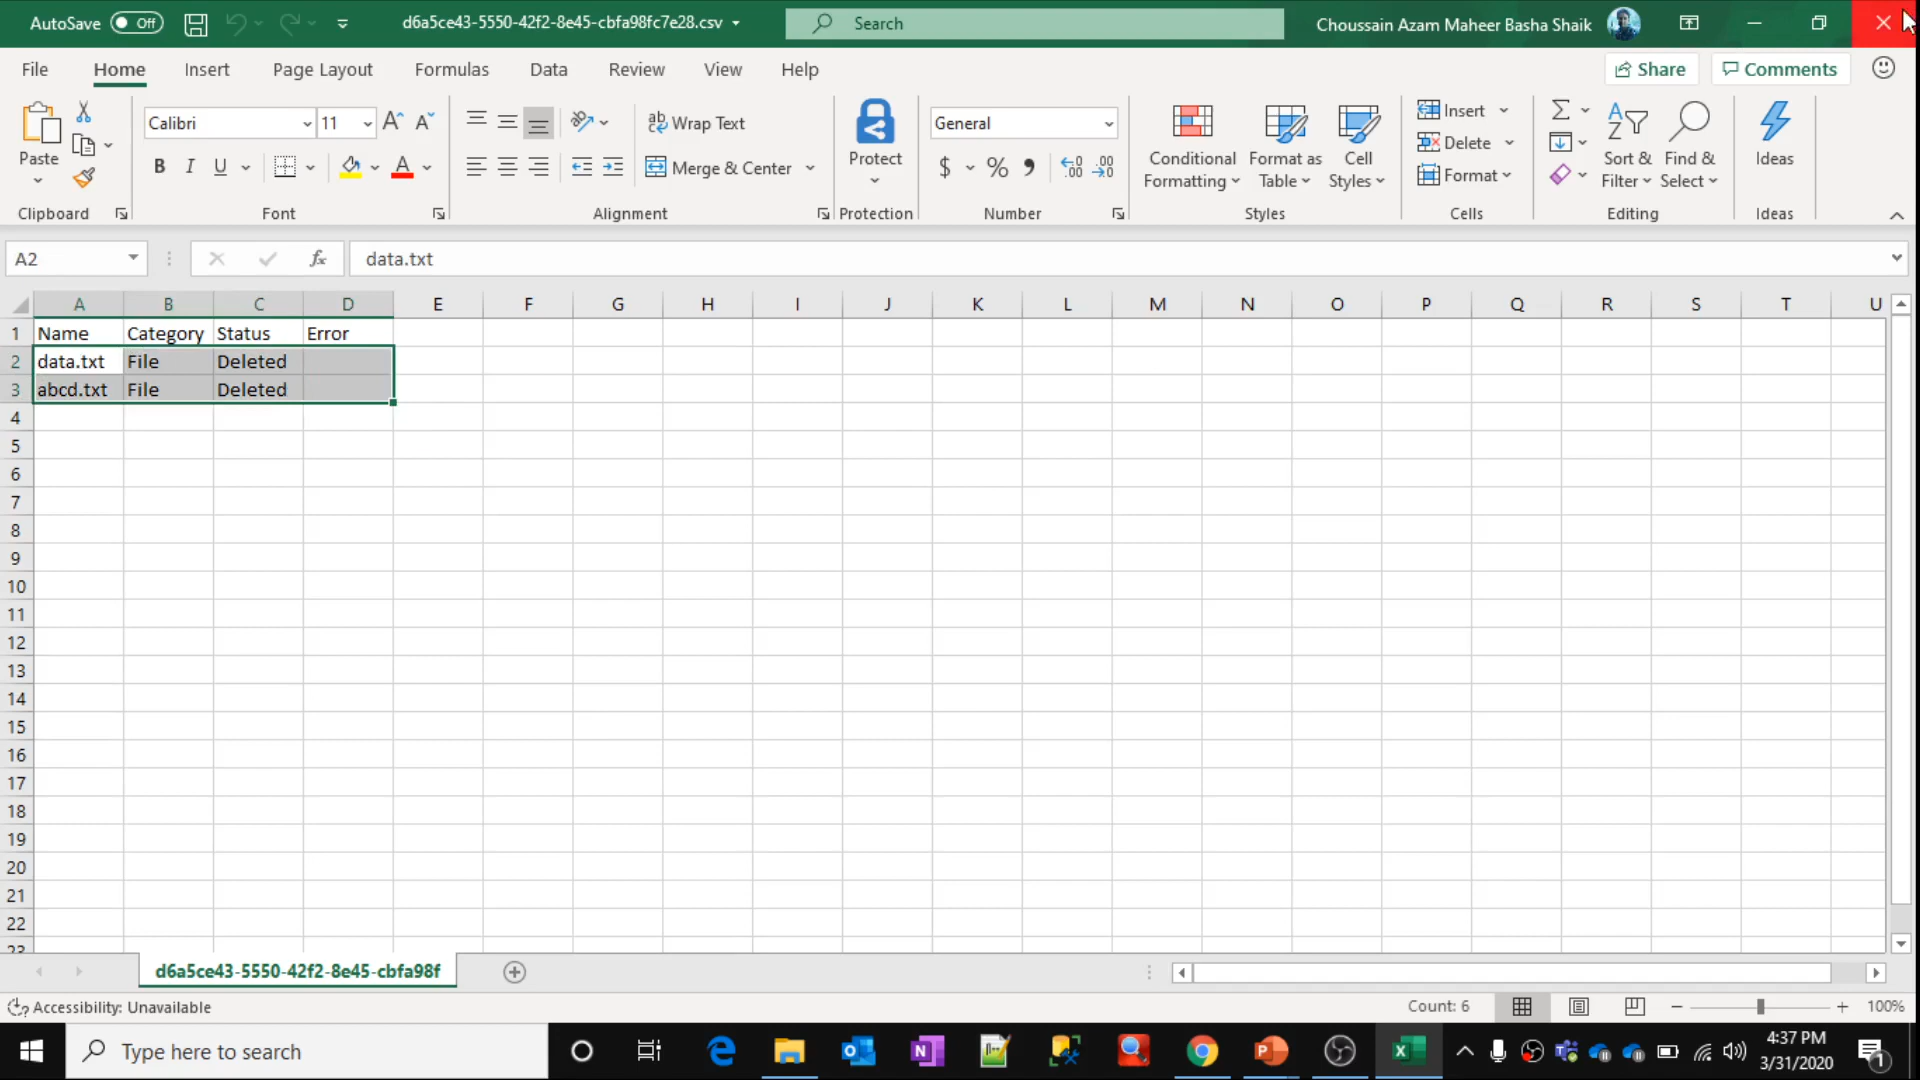 AutoSave Off d6a5ce43-5550-42f2-8e45-cbfa98fc7e28.csv Search Choussain Azam Maheer Basha Shaik
File Home Insert Page Layout Formulas Data Review View Help Share Comments
Paste
Clipboard
Calibri 11
B I U A
Font
Wrap Text
Merge & Center
Alignment
Protect
Protection
General
$ % 9
Number
Conditional Formatting
Format as Table
Cell Styles
Styles
Insert
Delete
Format
Cells
Sort & Filter
Find & Select
Editing
Ideas
Ideas
A2 fx data.txt
A B C D E F G H I J K L M N O P Q R S T U
1 Name Category Status Error
2 data.txt File Deleted
3 abcd.txt File Deleted
4
5
6
7
8
9
10
11
12
13
14
15
16
17
18
19
20
21
22
23
d6a5ce43-5550-42f2-8e45-cbfa98f
Accessibility: Unavailable Count: 6 100%
Type here to search 4:37 PM
3/31/2020
1